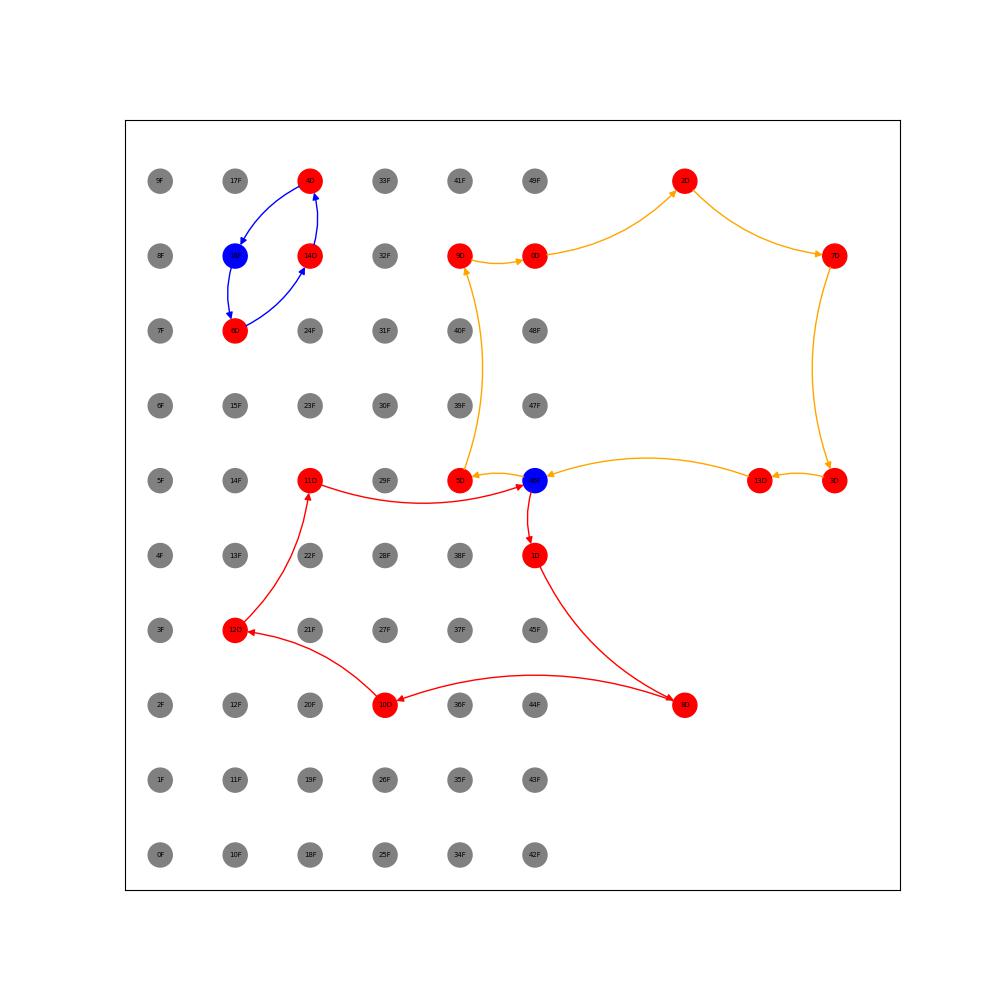 9F 17F 4D 33F 41F 49F 2D
8F 16F 14D 32F 9D 0D 7D
7F 6D 24F 31F 40F 48F
6F 15F 23F 30F 39F 47F
5F 14F 11D 29F 5D 46F 13D 3D
4F 13F 22F 28F 38F 1D
3F 12D 21F 27F 37F 45F
2F 12F 20F 10D 36F 44F 8D
1F 11F 19F 26F 35F 43F
0F 10F 18F 25F 34F 42F